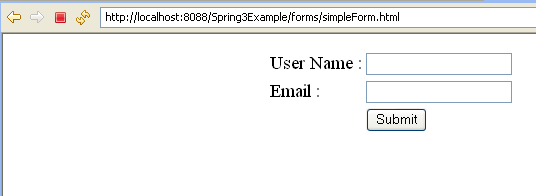 http://localhost:8088/Spring3Example/forms/simpleForm.html
User Name :
Email :
Submit